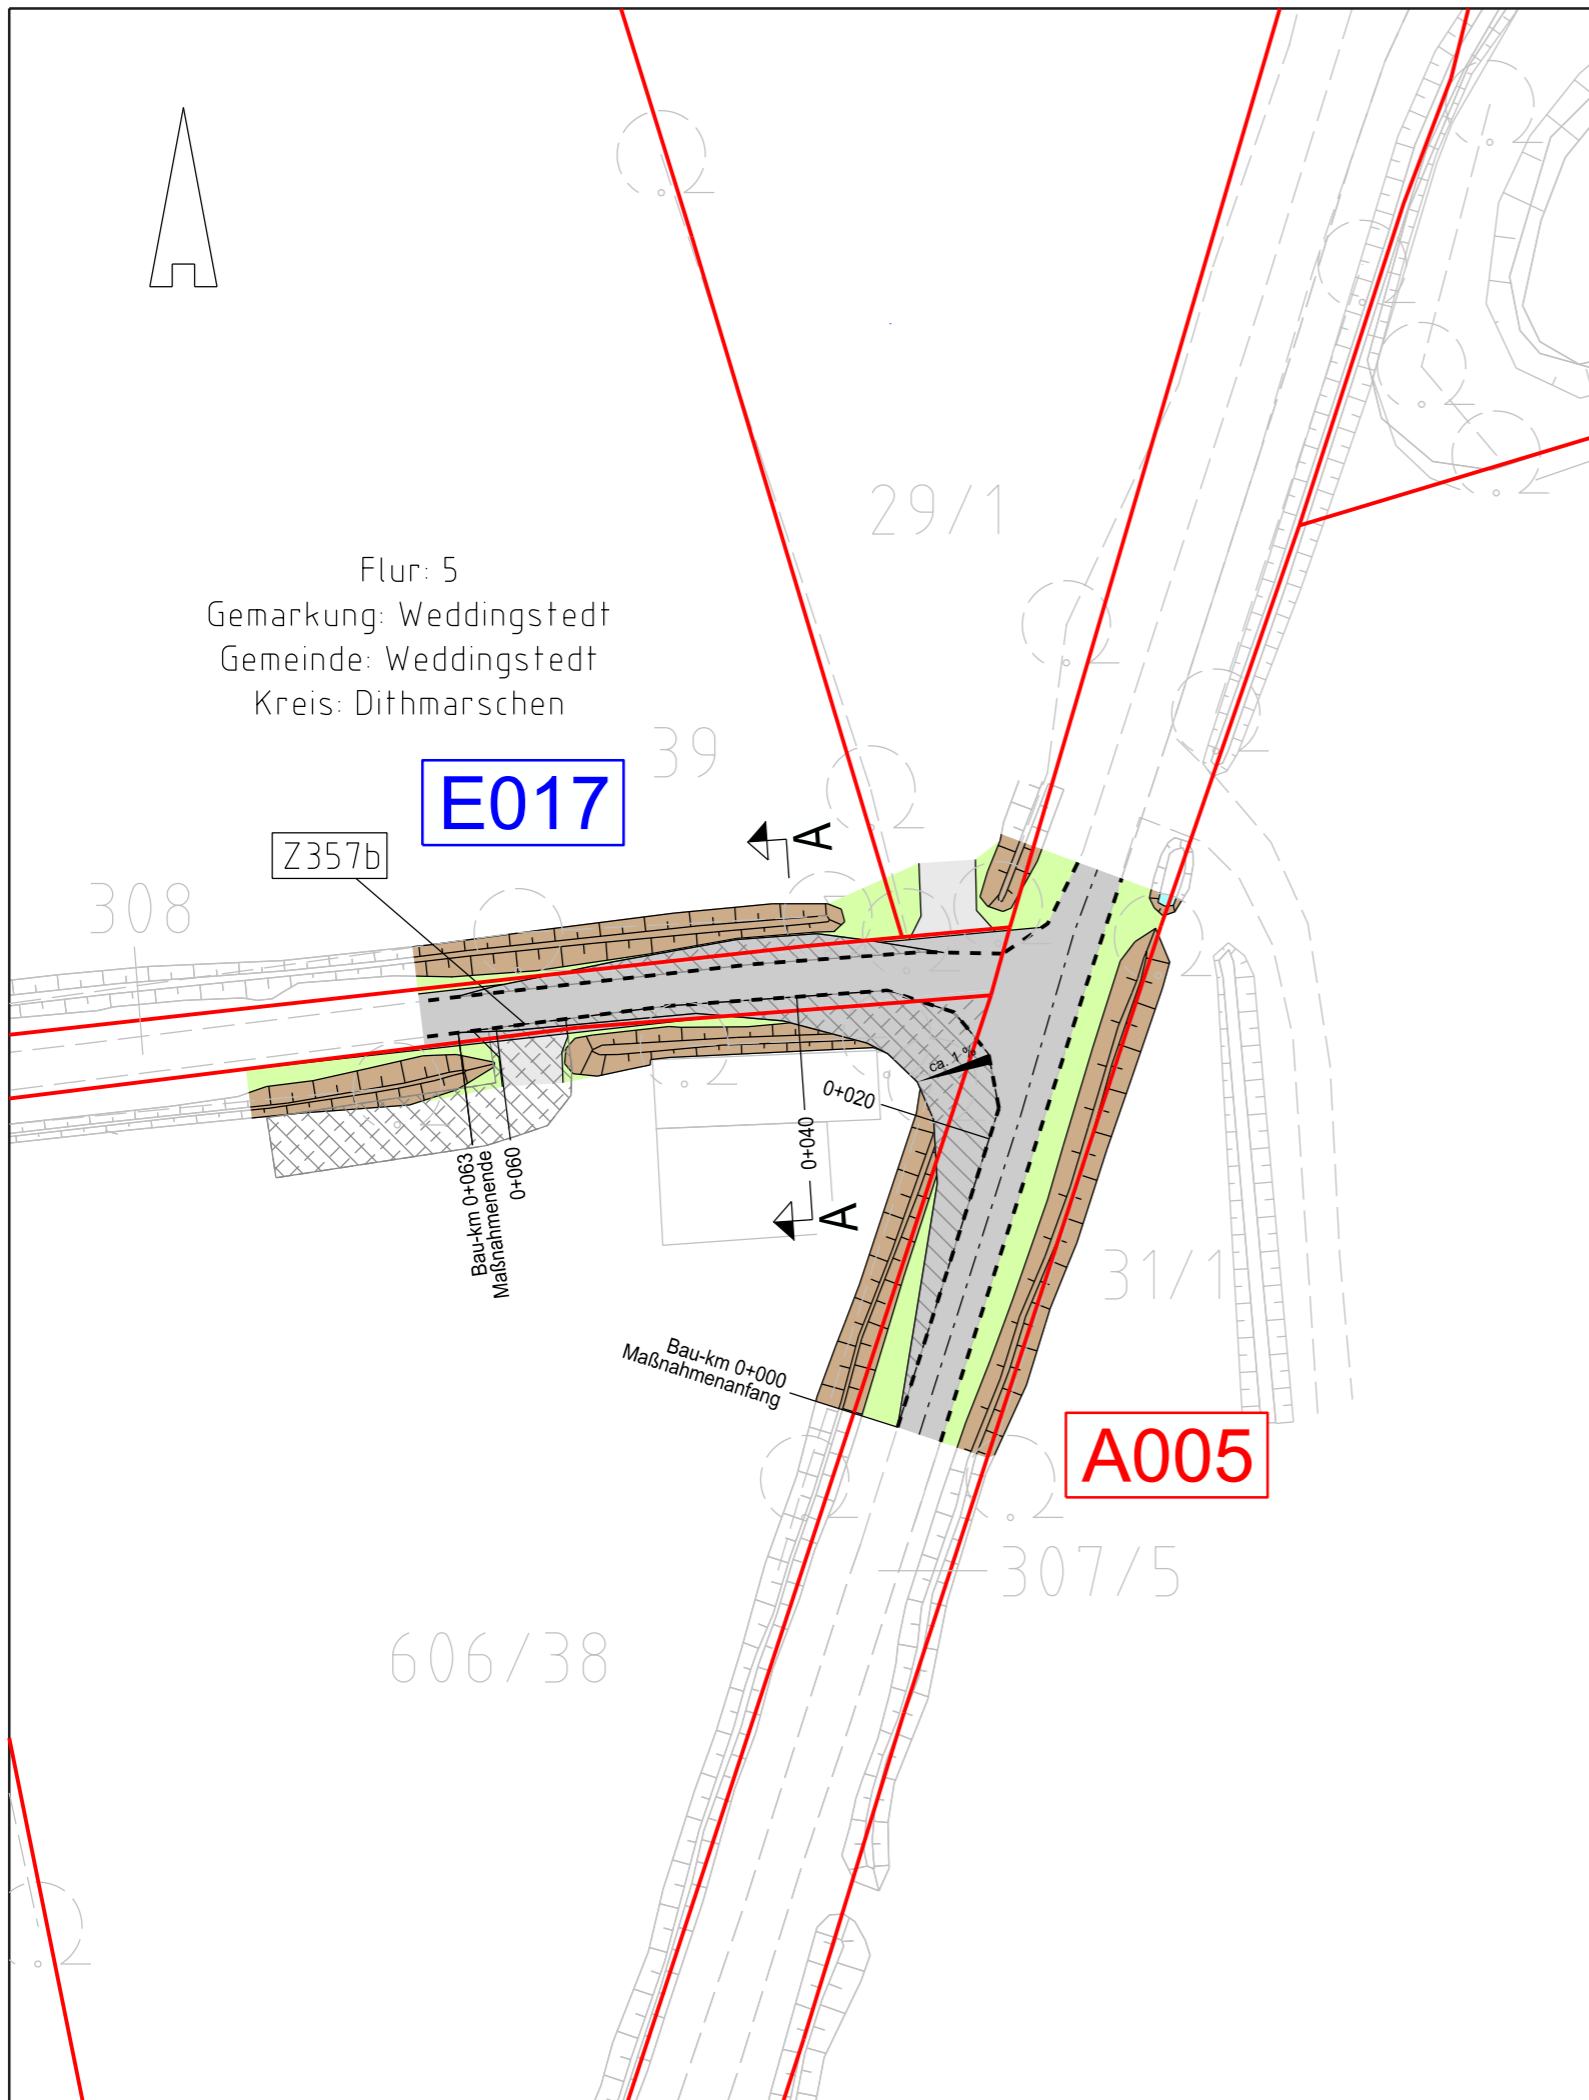 29/1
Flur: 5
Gemarkung: Weddingstedt
Gemeinde: Weddingstedt
Kreis: Dithmarschen
39
E017
A
Z357b
308
ca. 1 %
0+020
0+040
0+060
Bau-km 0+063
Maßnahmenende
A
31/1
Bau-km 0+000
Maßnahmenanfang
A005
307/5
606/38